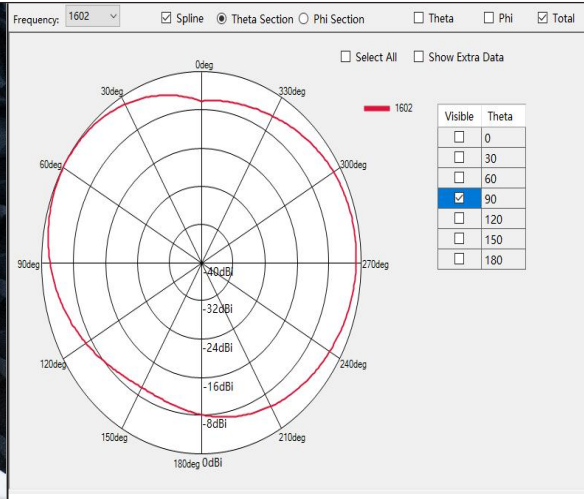 Frequency: 1602 Spline Theta Section Phi Section Theta Phi Total
Select All Show Extra Data
1602
Visible Theta
0
30
60
90
120
150
180
0deg
30deg 330deg
60deg 300deg
90deg 270deg
120deg 240deg
150deg 210deg
180deg 0dBi
-40dBi
-32dBi
-24dBi
-16dBi
-8dBi